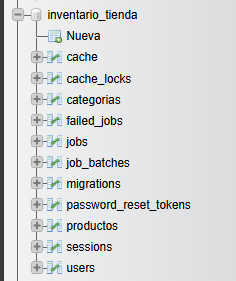 inventario_tienda
Nueva
cache
cache_locks
categorias
failed_jobs
jobs
job_batches
migrations
password_reset_tokens
productos
sessions
users